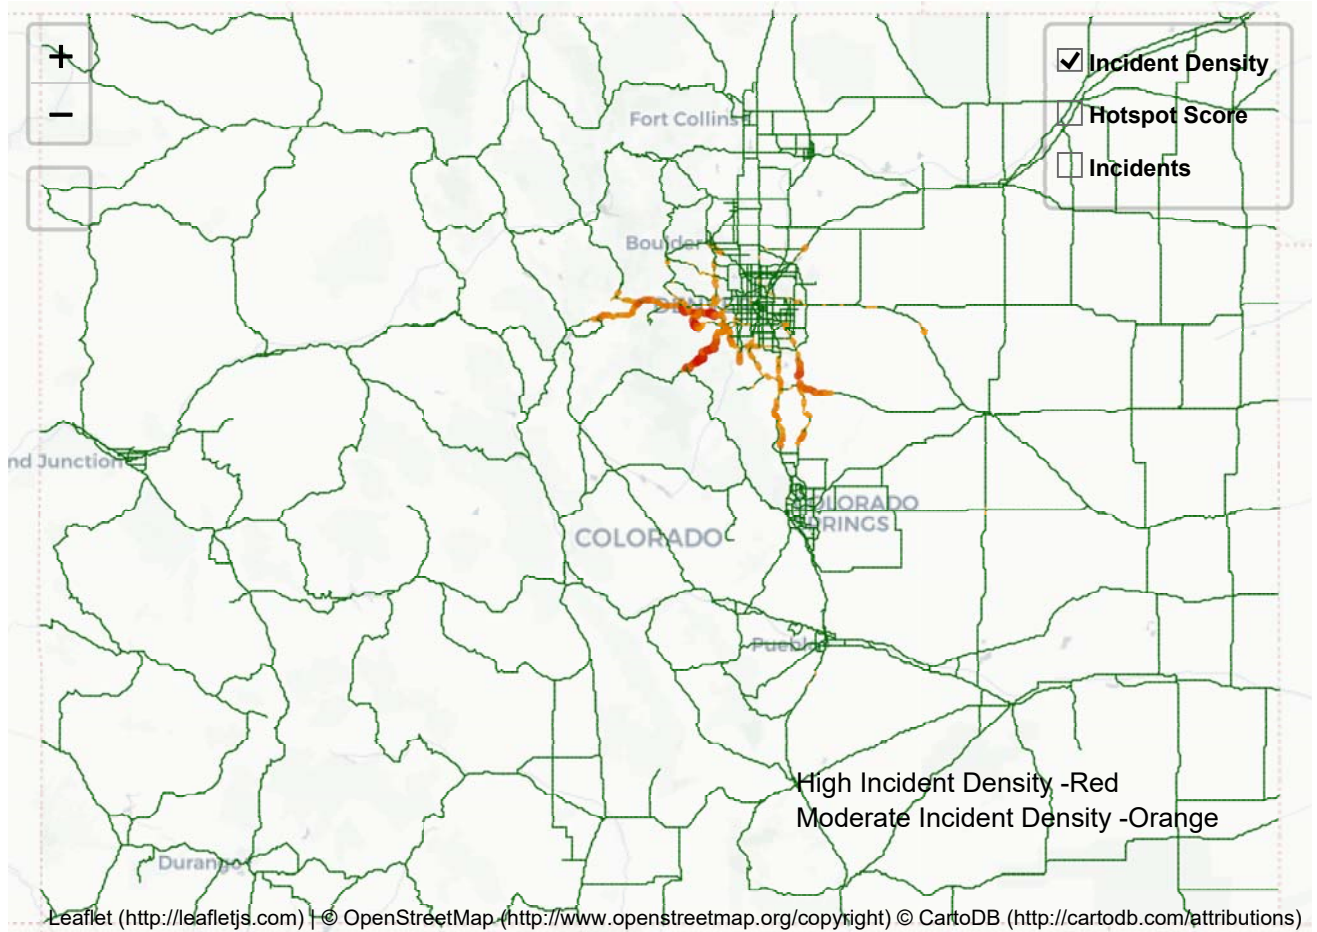 +
Incident Density
−
Fort Collins
Hotspot Score
Incidents
Boulder
nd Junction
COLORADO
COLORADO
SPRINGS
High Incident Density -Red
Moderate Incident Density -Orange
Durango
Leaflet (http://leafletjs.com) | © OpenStreetMap (http://www.openstreetmap.org/copyright) © CartoDB (http://cartodb.com/attributions)